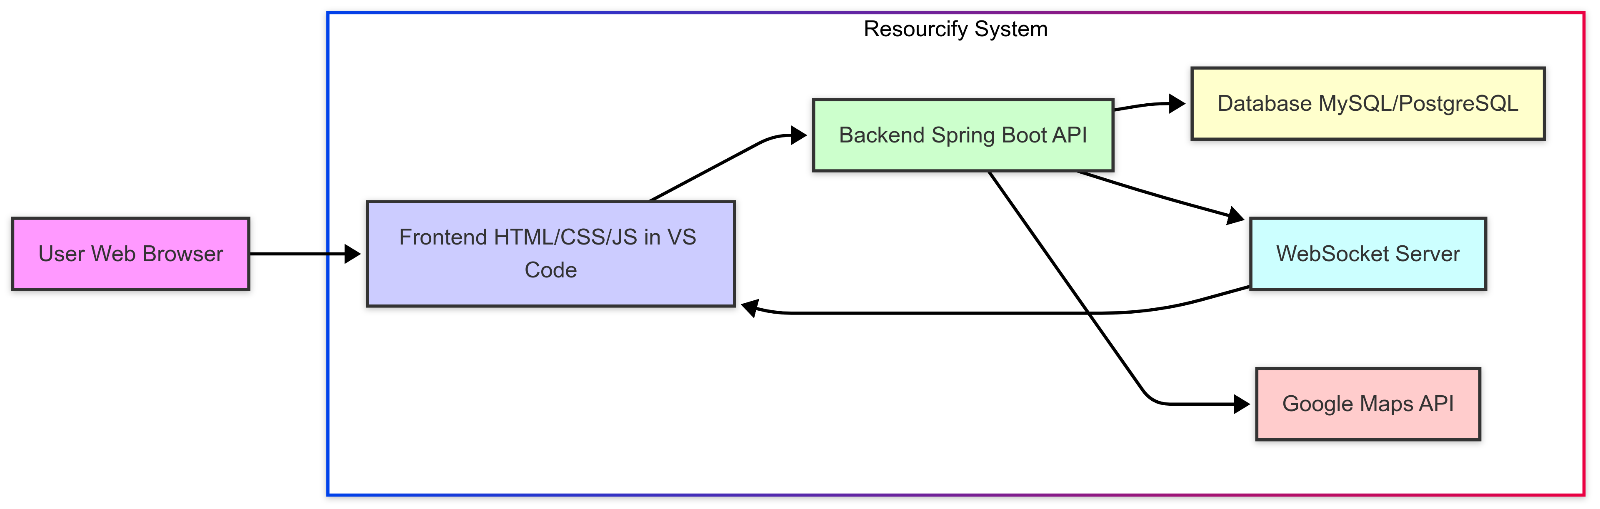 Resourcify System
User Web Browser
Frontend HTML/CSS/JS in VS
Code
Backend Spring Boot API
Database MySQL/PostgreSQL
WebSocket Server
Google Maps API